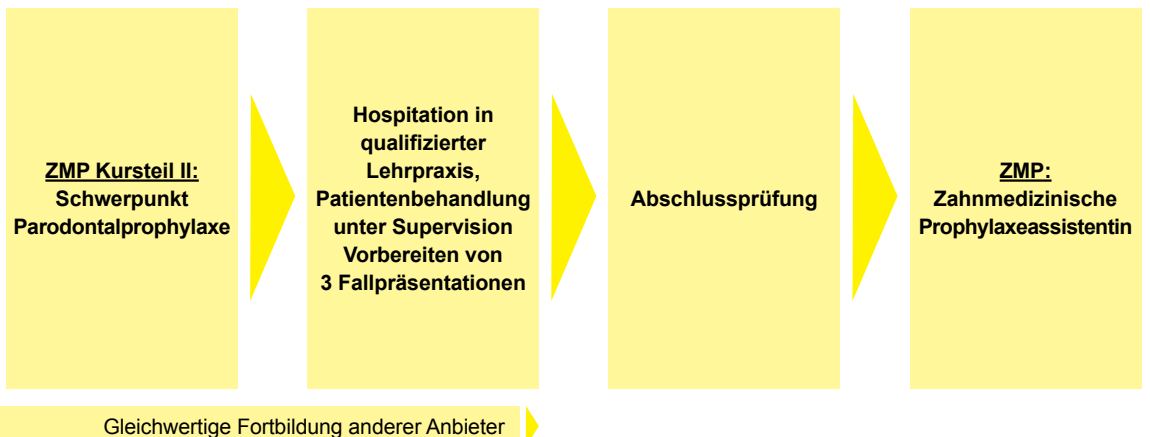 ZMP Kursteil II:
Schwerpunkt
Parodontalprophylaxe
Hospitation in
qualifizierter
Lehrpraxis,
Patientenbehandlung
unter Supervision
Vorbereiten von
3 Fallpräsentationen
Abschlussprüfung
ZMP:
Zahnmedizinische
Prophylaxeassistentin
Gleichwertige Fortbildung anderer Anbieter